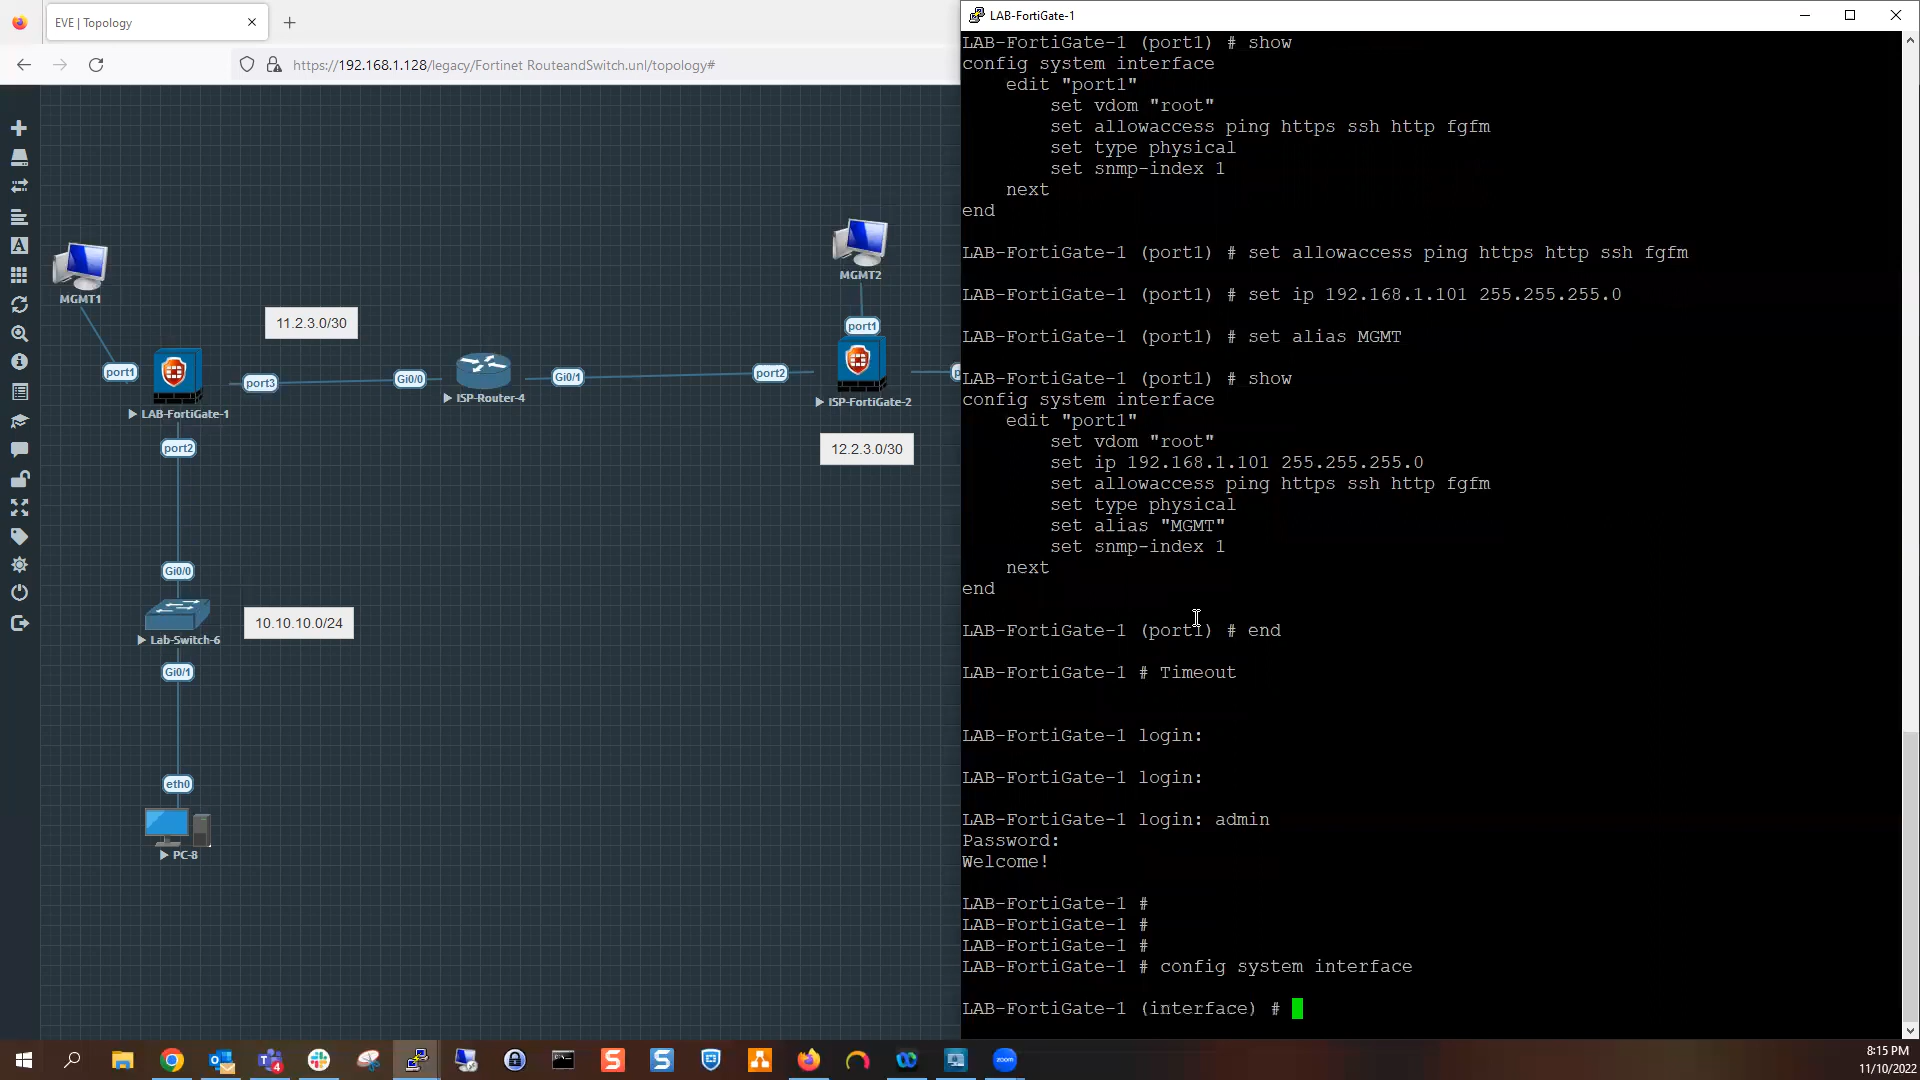 EVE | Topology
https://192.168.1.128/legacy/Fortinet RouteandSwitch.unl/topology#
MGMT1
11.2.3.0/30
port1
port3
LAB-FortiGate-1
port2
Gi0/0
ISP-Router-4
Gi0/1
MGMT2
port1
port2
ISP-FortiGate-2
12.2.3.0/30
Gi0/0
10.10.10.0/24
Lab-Switch-6
Gi0/1
eth0
PC-8
LAB-FortiGate-1
LAB-FortiGate-1 (port1) # show
config system interface
edit "port1"
set vdom "root"
set allowaccess ping https ssh http fgfm
set type physical
set snmp-index 1
next
end
LAB-FortiGate-1 (port1) # set allowaccess ping https http ssh fgfm
LAB-FortiGate-1 (port1) # set ip 192.168.1.101 255.255.255.0
LAB-FortiGate-1 (port1) # set alias MGMT
LAB-FortiGate-1 (port1) # show
config system interface
edit "port1"
set vdom "root"
set ip 192.168.1.101 255.255.255.0
set allowaccess ping https ssh http fgfm
set type physical
set alias "MGMT"
set snmp-index 1
next
end
LAB-FortiGate-1 (port1) # end
LAB-FortiGate-1 # Timeout
LAB-FortiGate-1 login:
LAB-FortiGate-1 login:
LAB-FortiGate-1 login: admin
Password:
Welcome!
LAB-FortiGate-1 #
LAB-FortiGate-1 #
LAB-FortiGate-1 #
LAB-FortiGate-1 # config system interface
LAB-FortiGate-1 (interface) #
8:15 PM
11/10/2022